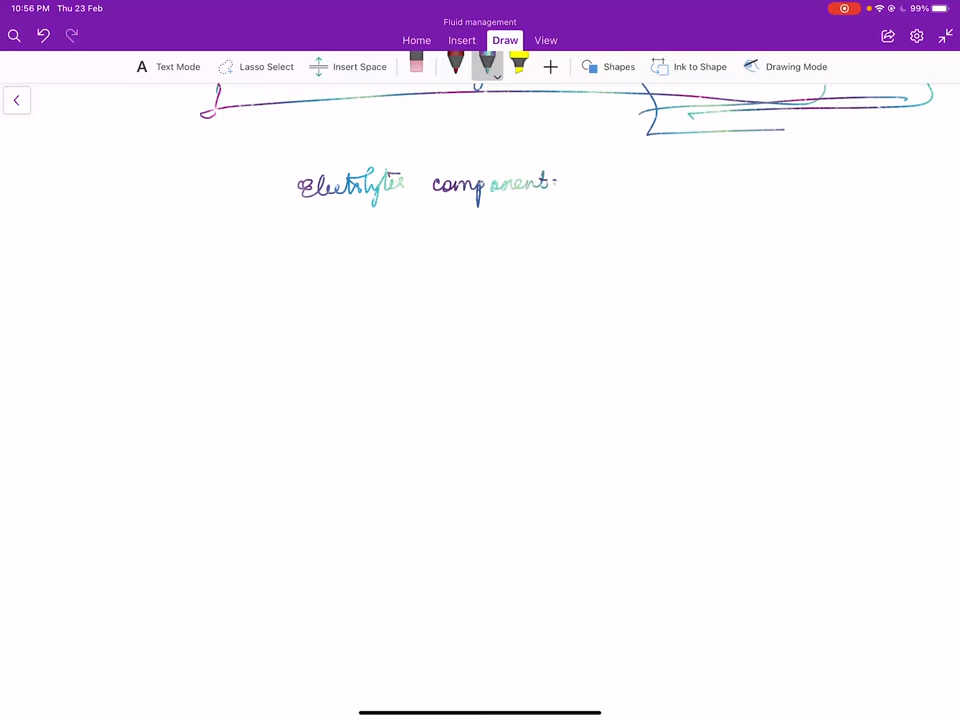 10:56 PM Thu 23 Feb 99%
Fluid management
Home Insert Draw View
A Text Mode Lasso Select Insert Space Shapes Ink to Shape Drawing Mode
Electrolytes component: